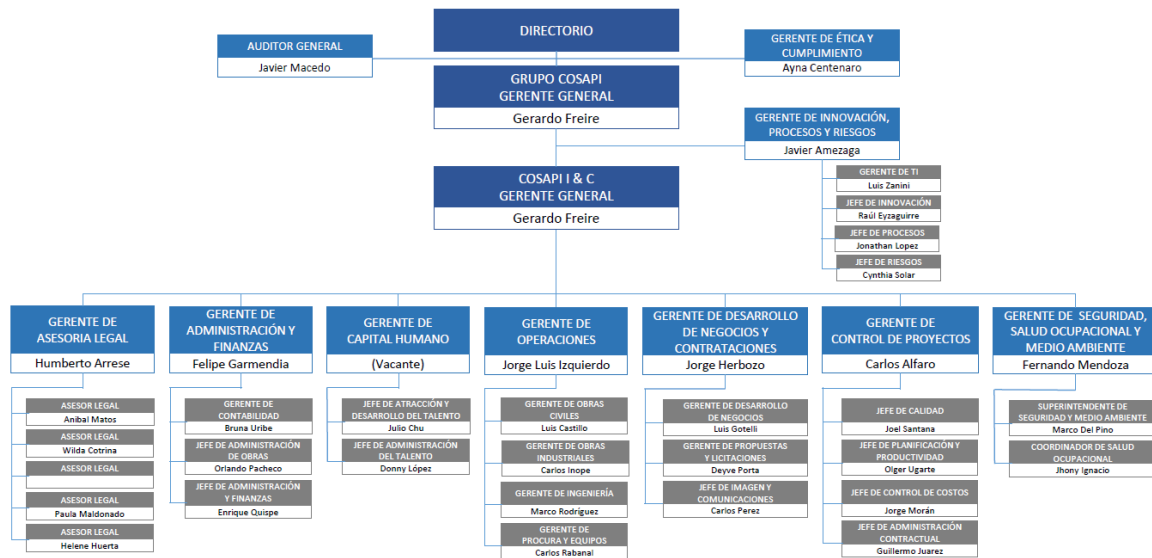 DIRECTORIO
AUDITOR GENERAL
Javier Macedo
GERENTE DE ÉTICA Y
CUMPLIMIENTO
Ayna Centenaro
GRUPO COSAPI
GERENTE GENERAL
Gerardo Freire
GERENTE DE INNOVACIÓN,
PROCESOS Y RIESGOS
Javier Amezaga
GERENTE DE TI
Luis Zanini
JEFE DE INNOVACIÓN
Raúl Eyzaguirre
JEFE DE PROCESOS
Jonathan Lopez
JEFE DE RIESGOS
Cynthia Solar
COSAPI I & C
GERENTE GENERAL
Gerardo Freire
GERENTE DE
ASESORIA LEGAL
Humberto Arrese
ASESOR LEGAL
Anibal Matos
ASESOR LEGAL
Wilda Cotrina
ASESOR LEGAL
ASESOR LEGAL
Paula Maldonado
ASESOR LEGAL
Helene Huerta
GERENTE DE
ADMINISTRACIÓN Y
FINANZAS
Felipe Garmendia
GERENTE DE
CONTABILIDAD
Bruna Uribe
JEFE DE ADMINISTRACIÓN
DE OBRAS
Orlando Pacheco
JEFE DE ADMINISTRACIÓN
Y FINANZAS
Enrique Quispe
GERENTE DE
CAPITAL HUMANO
(Vacante)
JEFE DE ATRACCIÓN Y
DESARROLLO DEL TALENTO
Julio Chu
JEFE DE ADMINISTRACIÓN
DEL TALENTO
Donny López
GERENTE DE
OPERACIONES
Jorge Luis Izquierdo
GERENTE DE OBRAS
CIVILES
Luis Castillo
GERENTE DE OBRAS
INDUSTRIALES
Carlos Inope
GERENTE DE INGENIERÍA
Marco Rodríguez
GERENTE DE
PROCURA Y EQUIPOS
Carlos Rabanal
GERENTE DE DESARROLLO
DE NEGOCIOS Y
CONTRATACIONES
Jorge Herbozo
GERENTE DE DESARROLLO
DE NEGOCIOS
Luis Gotelli
GERENTE DE PROPUESTAS
Y LICITACIONES
Deyve Porta
JEFE DE IMAGEN Y
COMUNICACIONES
Carlos Perez
GERENTE DE
CONTROL DE PROYECTOS
Carlos Alfaro
JEFE DE CALIDAD
Joel Santana
JEFE DE PLANIFICACIÓN Y
PRODUCTIVIDAD
Olger Ugarte
JEFE DE CONTROL DE COSTOS
Jorge Morán
JEFE DE ADMINISTRACIÓN
CONTRACTUAL
Guillermo Juarez
GERENTE DE SEGURIDAD,
SALUD OCUPACIONAL Y
MEDIO AMBIENTE
Fernando Mendoza
SUPERINTENDENTE DE
SEGURIDAD Y MEDIO AMBIENTE
Marco Del Pino
COORDINADOR DE SALUD
OCUPACIONAL
Jhony Ignacio